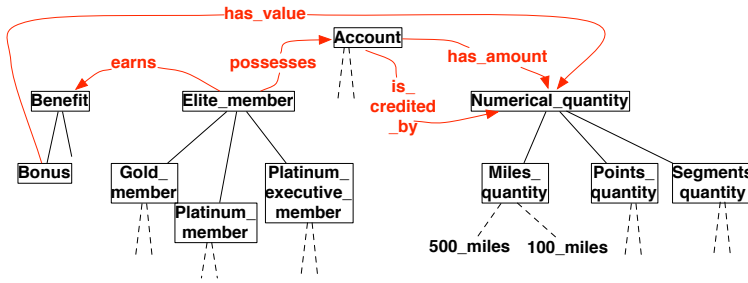 has_value
Account
earns
possesses
has_amount
is_
credited
_by
Benefit
Elite_member
Numerical_quantity
Bonus
Gold_
member
Platinum_
member
Platinum_
executive_
member
Miles_
quantity
Points_
quantity
Segments
quantity
500_miles
100_miles